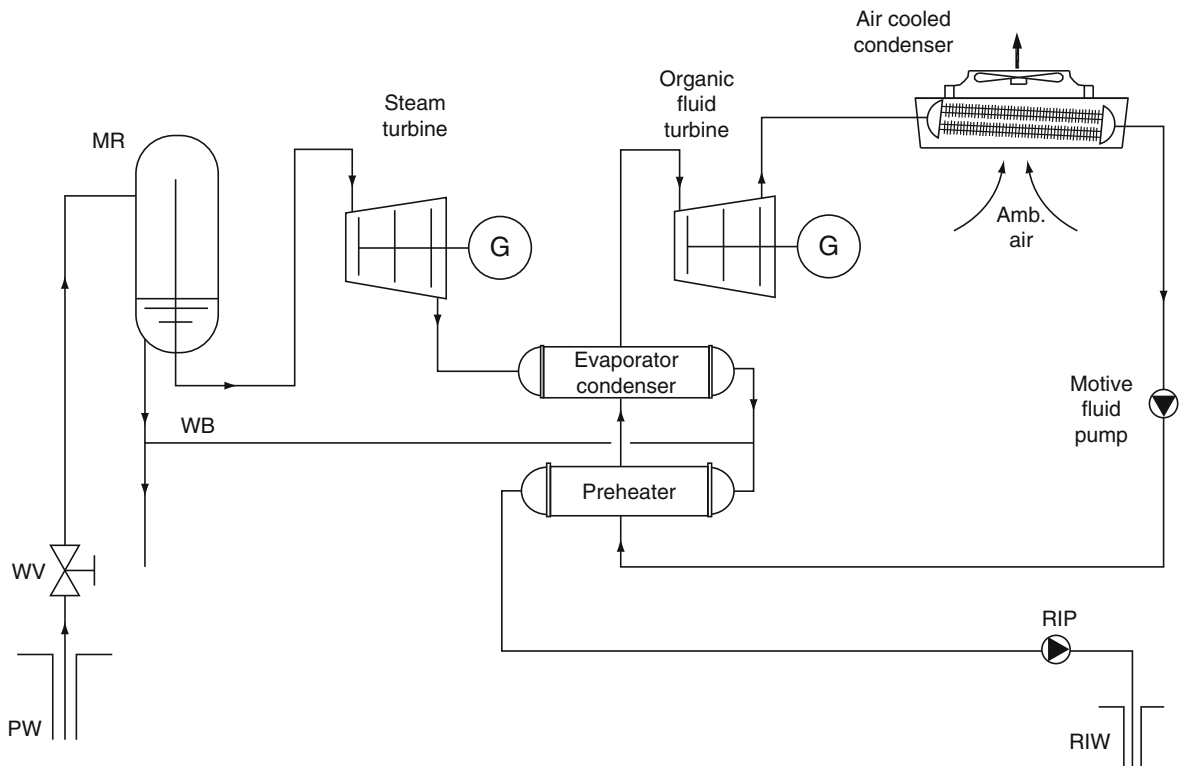 Air cooled
condenser
Organic
fluid
turbine
Steam
turbine
MR
G
G
Amb.
air
Evaporator
condenser
Motive
fluid
pump
WB
Preheater
WV
RIP
PW
RIW